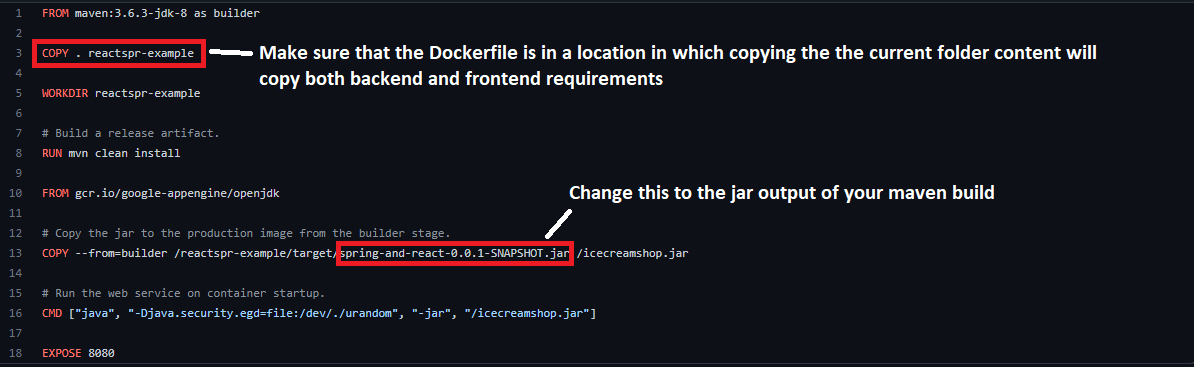 1 FROM maven:3.6.3-jdk-8 as builder
2
3 COPY . reactspr-example
Make sure that the Dockerfile is in a location in which copying the the current folder content will
copy both backend and frontend requirements
4
5 WORKDIR reactspr-example
6
7 # Build a release artifact.
8 RUN mvn clean install
9
10 FROM gcr.io/google-appengine/openjdk
Change this to the jar output of your maven build
11
12 # Copy the jar to the production image from the builder stage.
13 COPY --from=builder /reactspr-example/target/spring-and-react-0.0.1-SNAPSHOT.jar /icecreamshop.jar
14
15 # Run the web service on container startup.
16 CMD ["java", "-Djava.security.egd=file:/dev/./urandom", "-jar", "/icecreamshop.jar"]
17
18 EXPOSE 8080